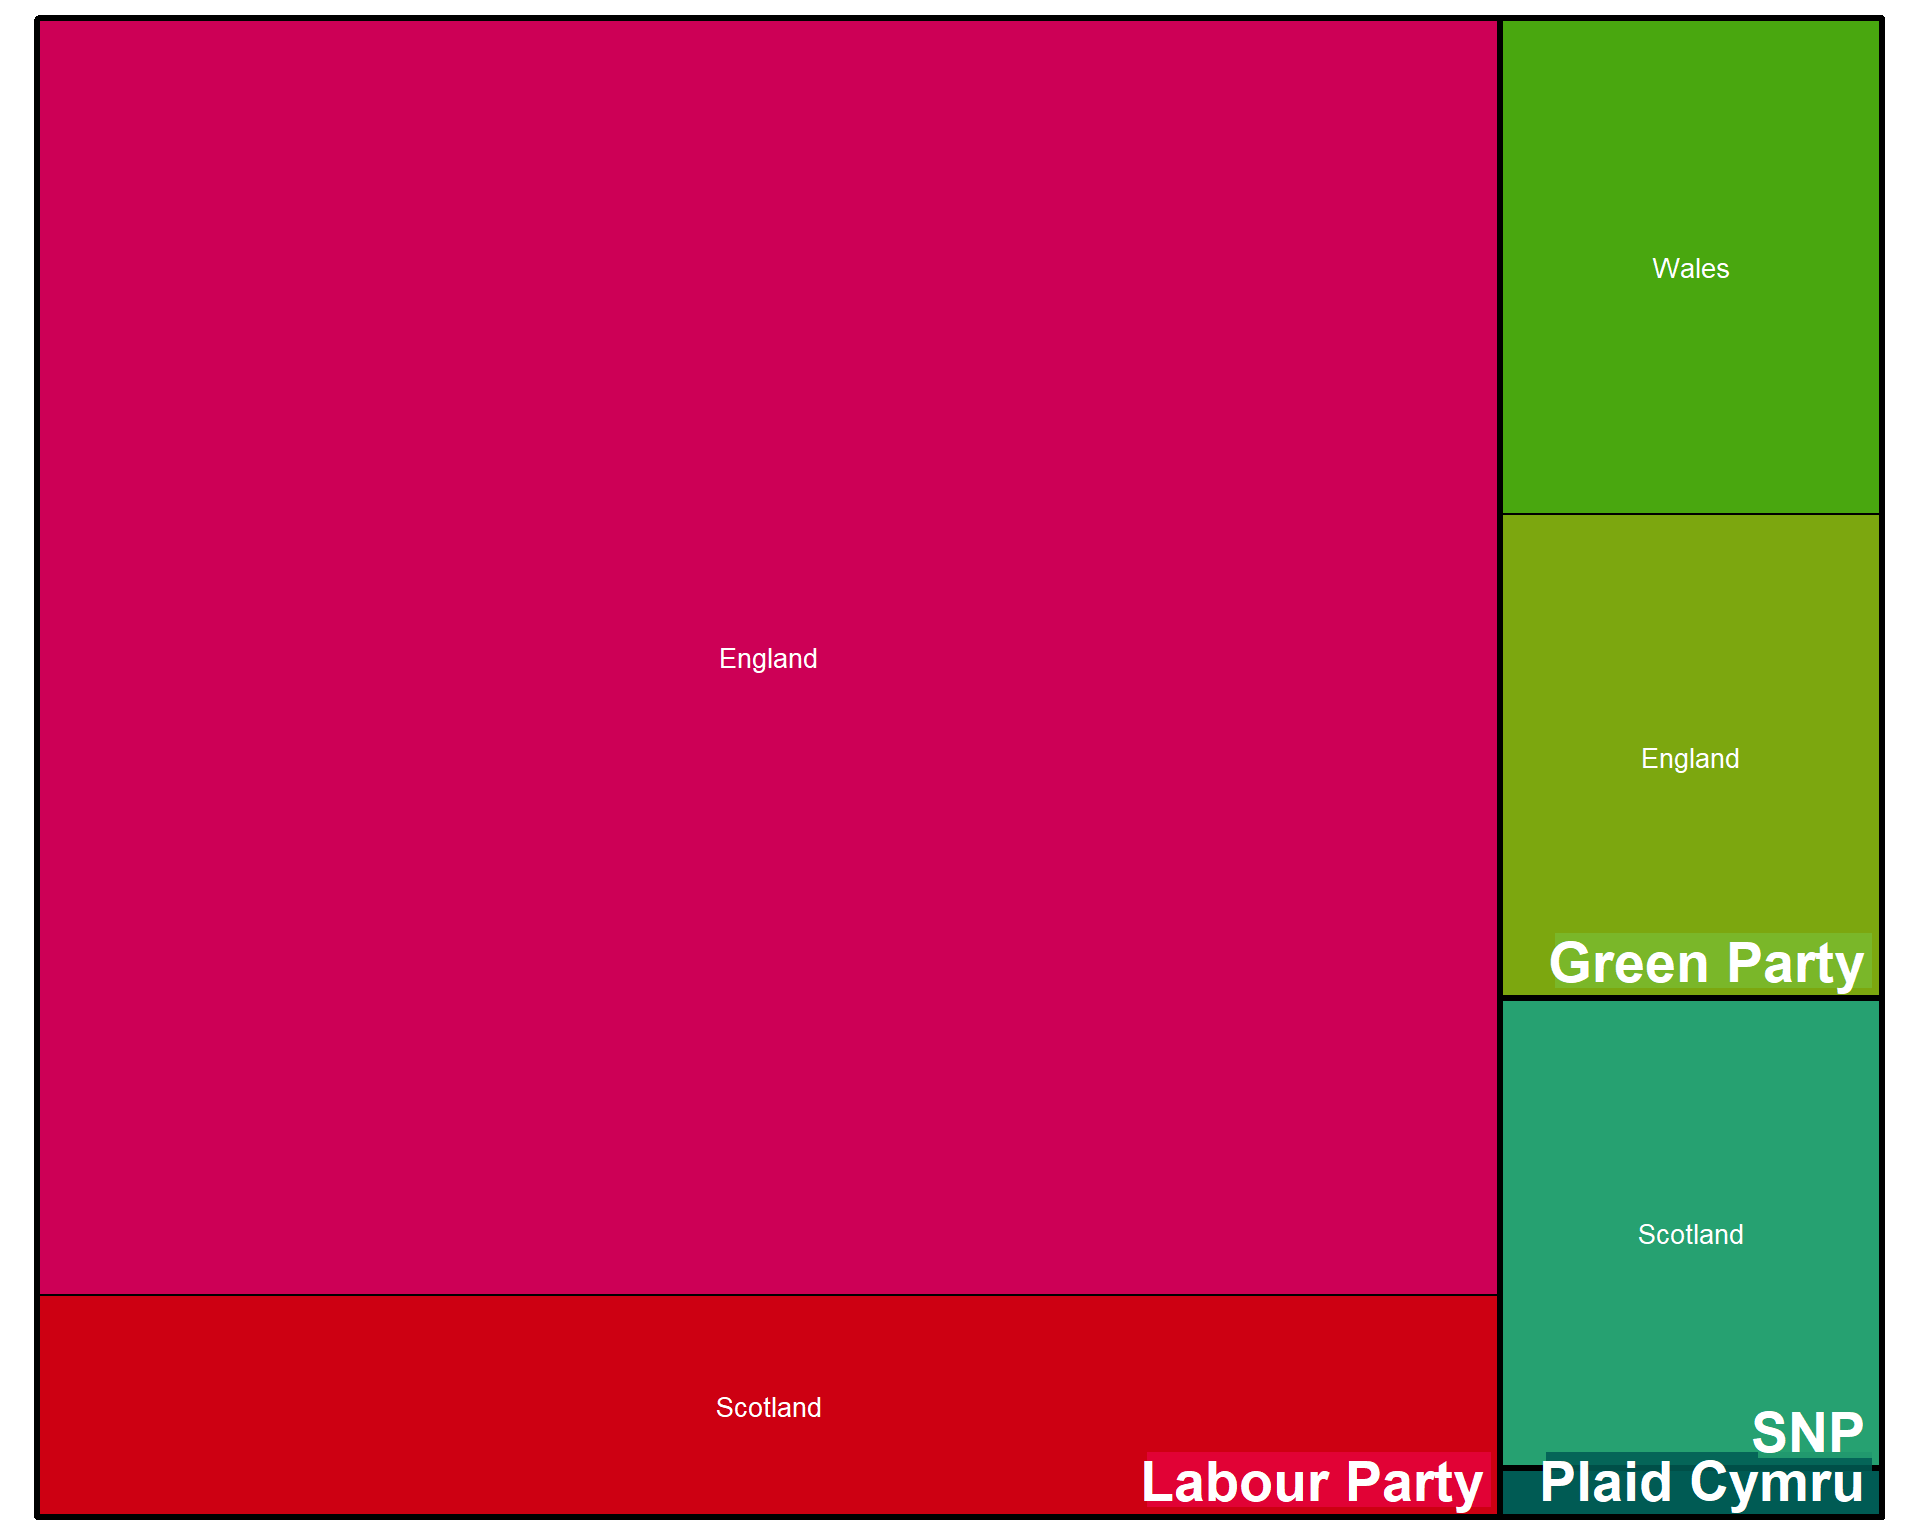 Wales
England
England
Green Party
Scotland
Scotland
SNP
Labour Party
Plaid Cymru